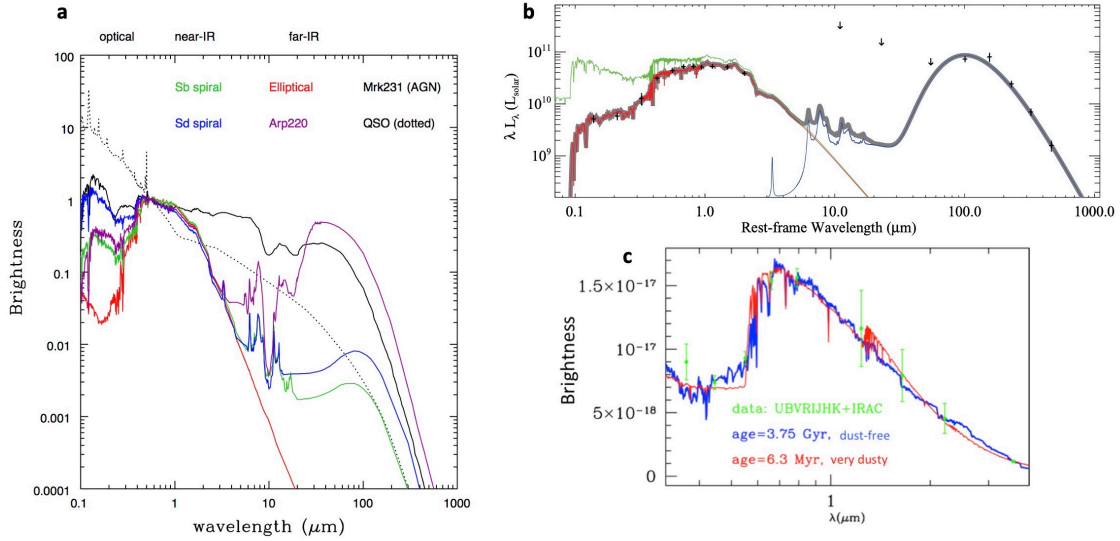 a
optical near-IR far-IR
100
10
1
0.1
0.01
0.001
0.0001
Brightness
Sb spiral Elliptical Mrk231 (AGN)
Sd spiral Arp220 QSO (dotted)
0.1 1 10 100 1000
wavelength (μm)
b
10¹¹
10¹⁰
10⁹
λ Lλ (Lsolar)
0.1 1.0 10.0 100.0 1000.0
Rest-frame Wavelength (μm)
c
1.5×10⁻¹⁷
10⁻¹⁷
5×10⁻¹⁸
0
Brightness
data: UBVRIJHK+IRAC
age=3.75 Gyr, dust-free
age=6.3 Myr, very dusty
1
λ(μm)